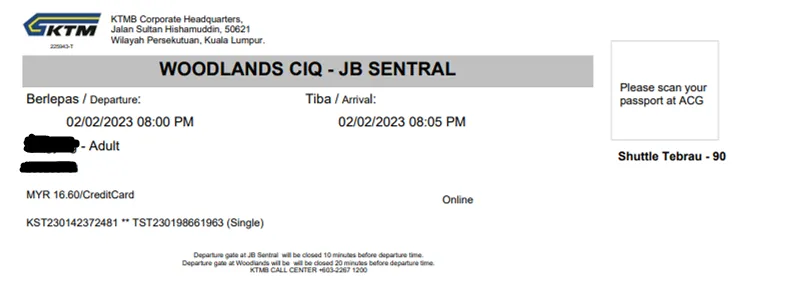 KTM
225943-T
KTMB Corporate Headquarters,
Jalan Sultan Hishamuddin, 50621
Wilayah Persekutuan, Kuala Lumpur.
WOODLANDS CIQ - JB SENTRAL
Berlepas / Departure:
Tiba / Arrival:
02/02/2023 08:00 PM
02/02/2023 08:05 PM
- Adult
Please scan your
passport at ACG
Shuttle Tebrau - 90
MYR 16.60/CreditCard
Online
KST230142372481 ** TST230198661963 (Single)
Departure gate at JB Sentral will be closed 10 minutes before departure time.
Departure gate at Woodlands will be will be closed 20 minutes before departure time.
KTMB CALL CENTER +603-2267 1200